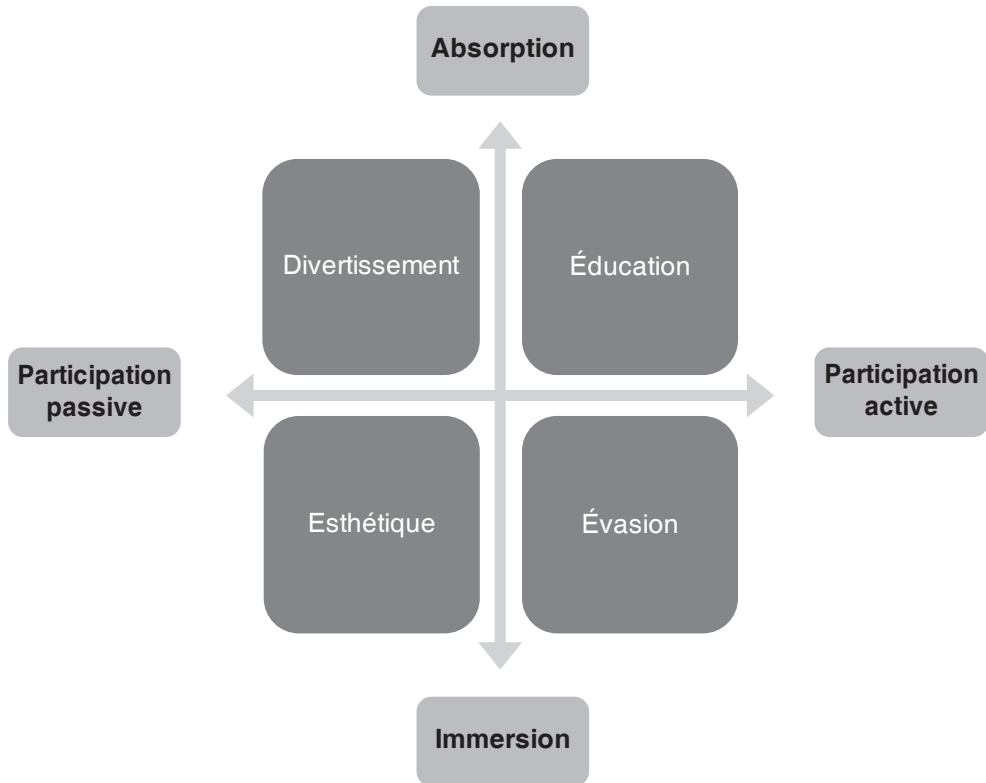 Absorption
Divertissement
Éducation
Participation
passive
Participation
active
Esthétique
Évasion
Immersion